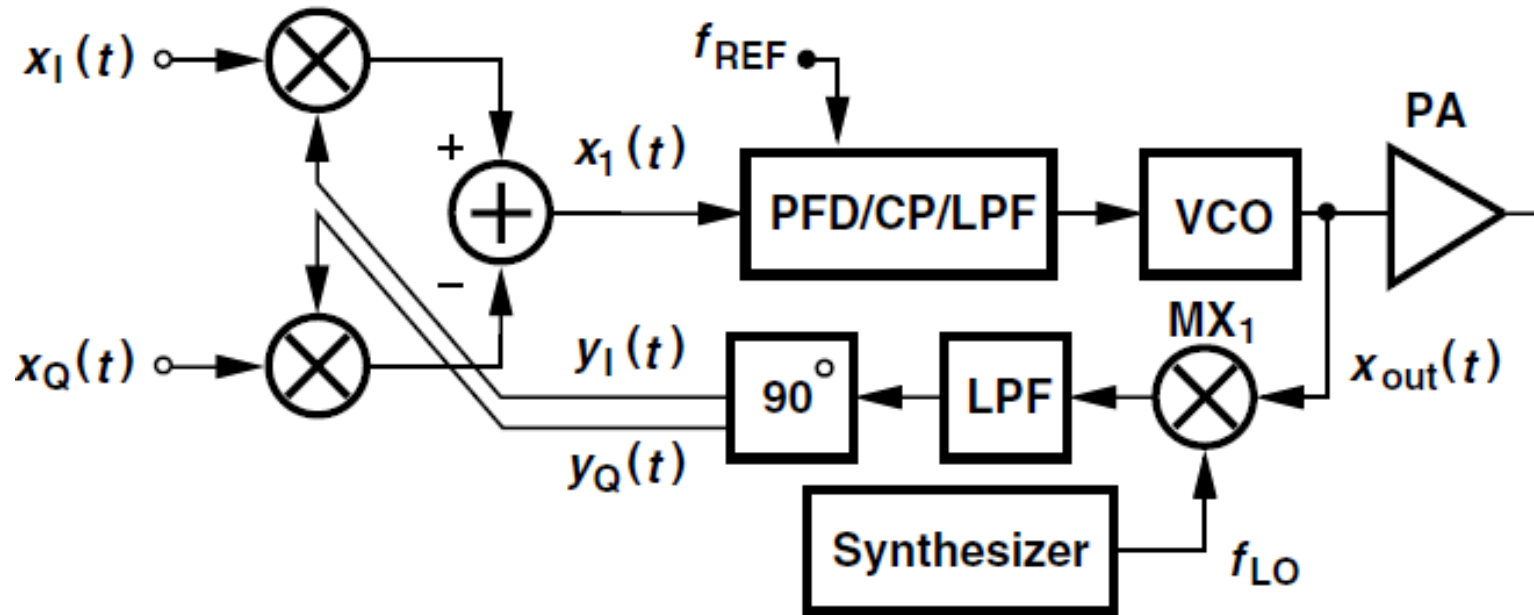 x_I(t)
f_REF
PA
+
x_1(t)
PFD/CP/LPF
VCO
−
MX_1
x_Q(t)
y_I(t)
90°
LPF
x_out(t)
y_Q(t)
Synthesizer
f_LO